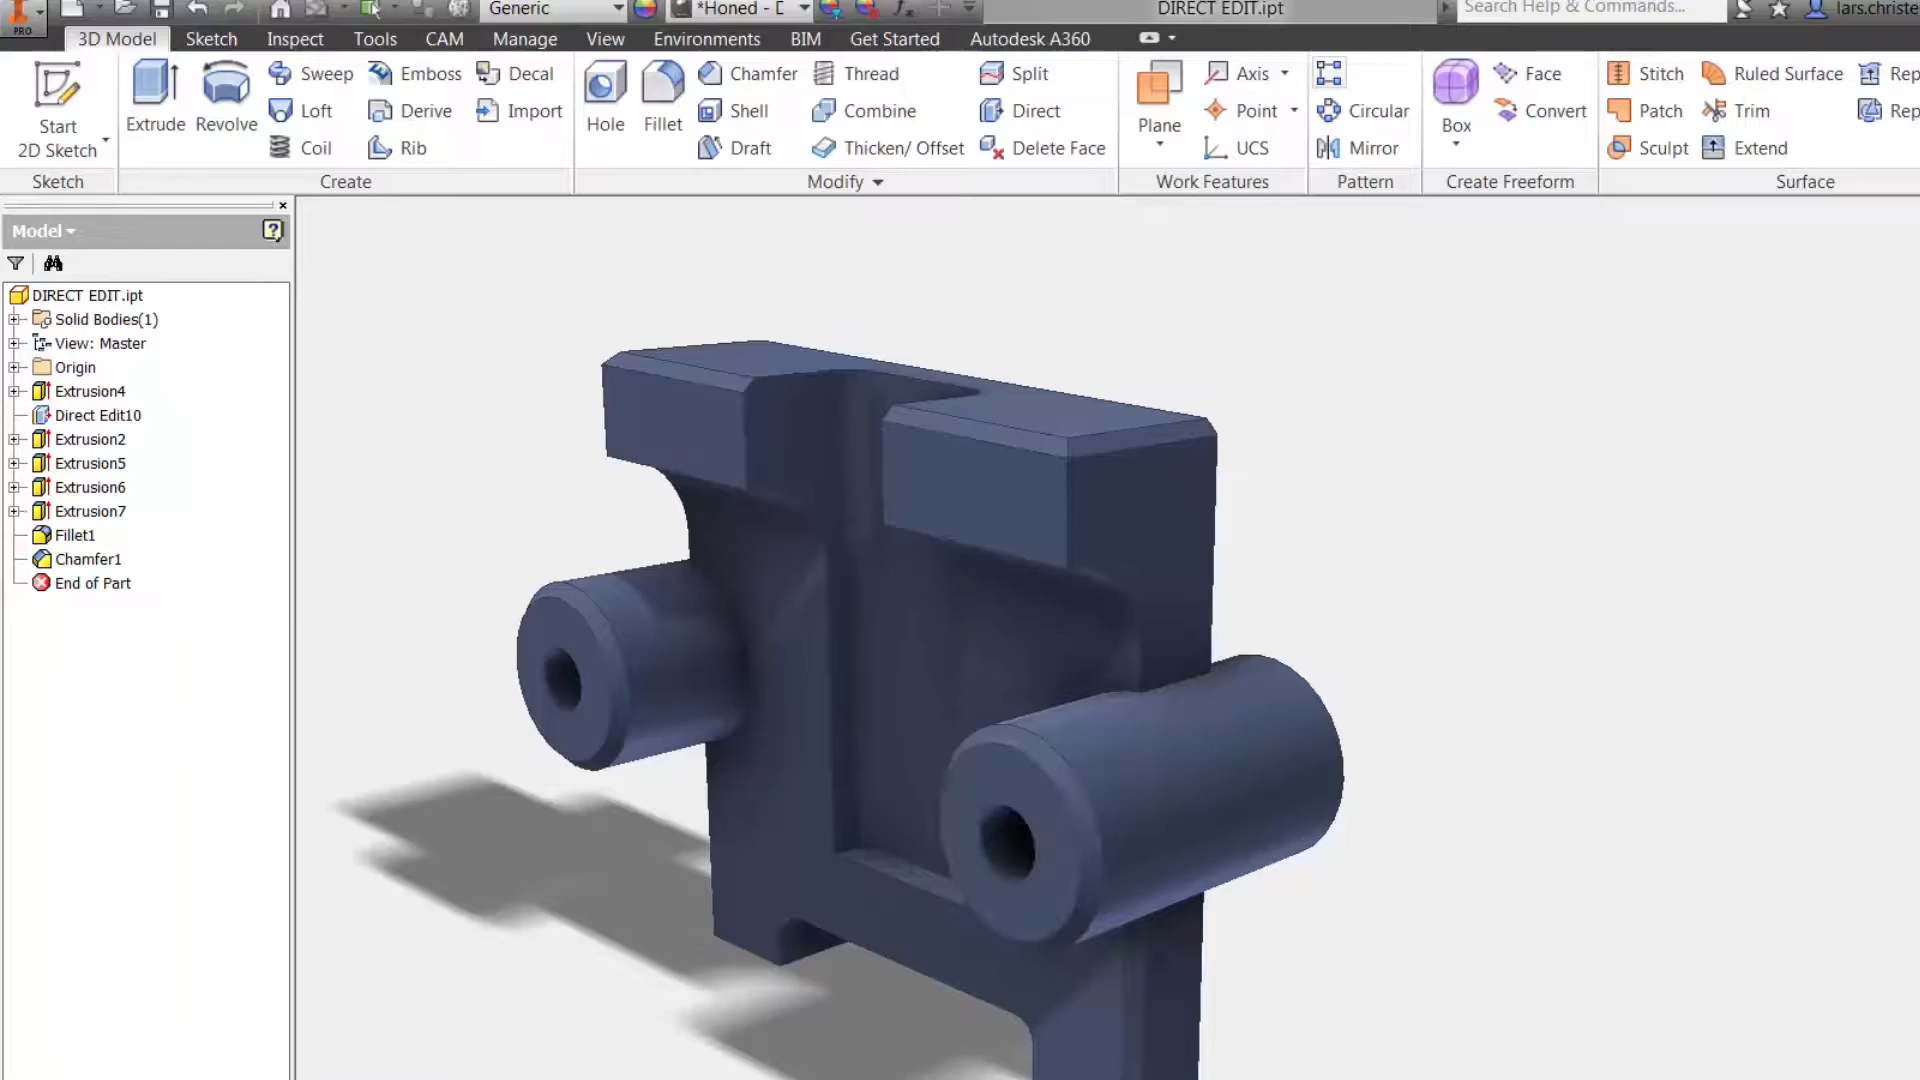 PRO
Generic
*Honed - D
DIRECT EDIT.ipt
Search Help & Commands...
lars.christe
3D Model
Sketch
Inspect
Tools
CAM
Manage
View
Environments
BIM
Get Started
Autodesk A360
Start
2D Sketch
Sketch
Extrude
Revolve
Sweep
Loft
Coil
Emboss
Derive
Rib
Decal
Import
Create
Hole
Fillet
Chamfer
Shell
Draft
Thread
Combine
Thicken/ Offset
Split
Direct
Delete Face
Modify
Plane
Axis
Point
UCS
Work Features
Circular
Mirror
Pattern
Box
Face
Convert
Create Freeform
Stitch
Patch
Sculpt
Ruled Surface
Trim
Extend
Rep
Rep
Surface
Model
DIRECT EDIT.ipt
Solid Bodies(1)
View: Master
Origin
Extrusion4
Direct Edit10
Extrusion2
Extrusion5
Extrusion6
Extrusion7
Fillet1
Chamfer1
End of Part